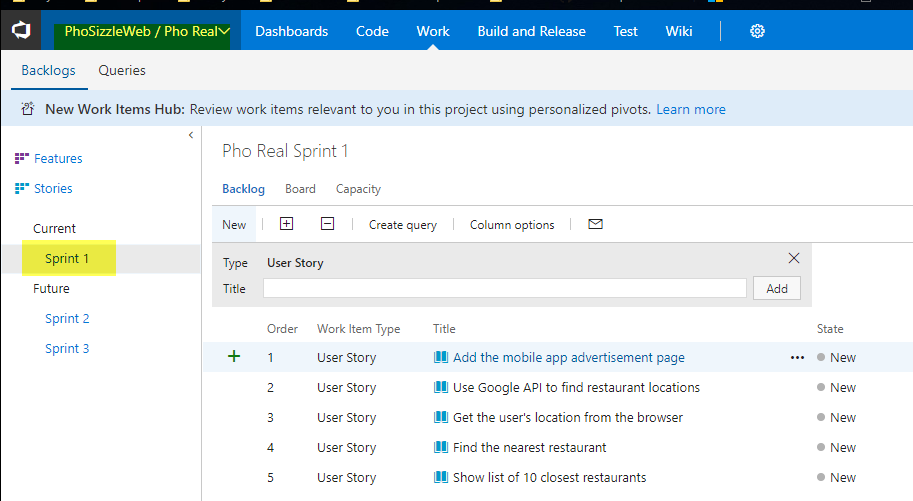 PhoSizzleWeb / Pho Real
Dashboards
Code
Work
Build and Release
Test
Wiki
Backlogs
Queries
New Work Items Hub: Review work items relevant to you in this project using personalized pivots. Learn more
Features
Stories
Current
Sprint 1
Future
Sprint 2
Sprint 3
Pho Real Sprint 1
Backlog Board Capacity
New Create query Column options
Type User Story
Title Add
Order Work Item Type Title State
1 User Story Add the mobile app advertisement page ••• New
2 User Story Use Google API to find restaurant locations New
3 User Story Get the user's location from the browser New
4 User Story Find the nearest restaurant New
5 User Story Show list of 10 closest restaurants New